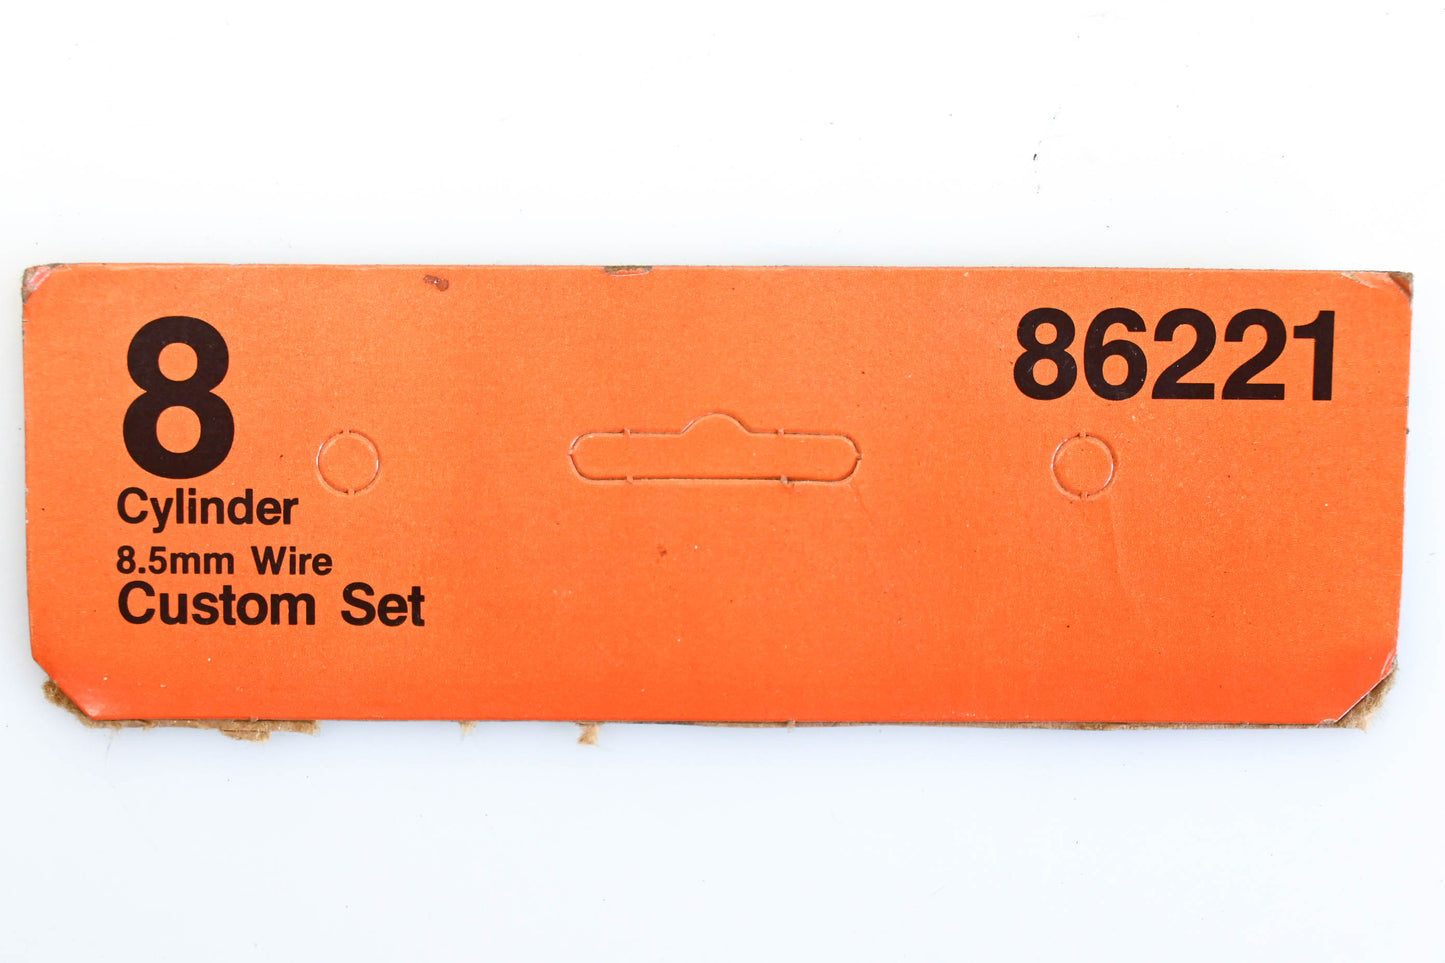 8
86221
Cylinder
8.5mm Wire
Custom Set